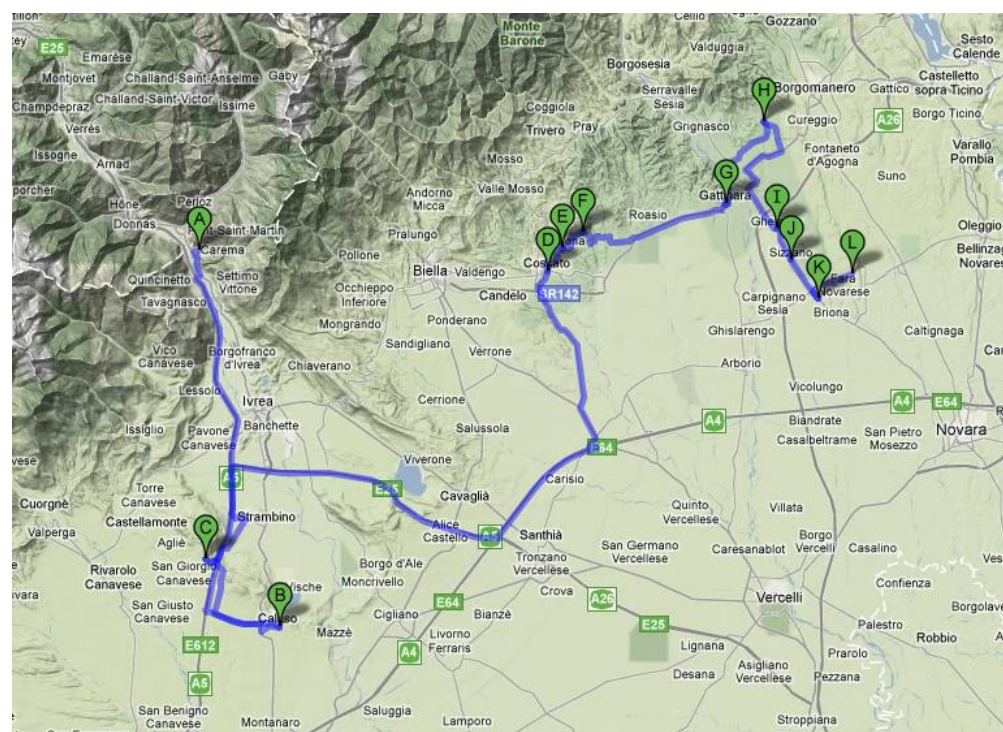 Gozzano
Cellio
Monte
Barone
E25
Emarèse
Valduggia
Sesto
Calende
Montjovet
Challand-Saint-Anselme
Gaby
Borgosesia
H
Borgomanero
Gattico
Castelletto
sopra Ticino
Challand-Saint-Victor
Issime
Serravalle
Sesia
Champdepraz
Coggiola
Cureggio
A26
Borgo Ticino
Verrès
Trivero
Pray
Grignasco
Issogne
Arnad
Mosso
Fontaneto
d'Agogna
Varallo
Pombia
Perloz
Andorno
Micca
Valle Mosso
G
Suno
Hône
Donnas
A
F
Gattinara
I
E
Roasio
Oleggio
Carema
Pralungo
D
J
L
Quincinetto
Settimo
Vittone
Biella
Valdengo
Sizzano
K
Fara
Novarese
Tavagnasco
Occhieppo
Inferiore
Candelo
SR142
Carpignano
Sesia
Briona
Mongrando
Ponderano
Ghislarengo
Caltignaga
Vico
Canavese
Borgofranco
d'Ivrea
Chiaverano
Sandigliano
Verrone
Arborio
Lessolo
Vicolungo
Ivrea
Cerrione
A4
A4
E64
Banchette
Biandrate
Issiglio
Pavone
Canavese
Salussola
Casalbeltrame
San Pietro
Mosezzo
Novara
E64
Viverone
A5
Carisio
E25
Cuorgnè
Torre
Canavese
Cavaglià
Castellamonte
Strambino
Quinto
Vercellese
Villata
Valperga
C
Alice
Castello
A4
Santhià
Agliè
Borgo
Vercelli
Casalino
Rivarolo
Canavese
San Giorgio
Canavese
Borgo d'Ale
Tronzano
Vercellese
San Germano
Vercellese
Caresanablot
Vische
Moncrivello
Confienza
B
Crova
Vercelli
San Giusto
Canavese
Caluso
Cigliano
E64
Bianzè
A26
Mazzè
Palestro
Robbio
E612
Livorno
Ferraris
E25
A4
Lignana
Prarolo
A5
Desana
Asigliano
Vercellese
Pezzana
San Benigno
Canavese
Montanaro
Saluggia
Lamporo
Stroppiana